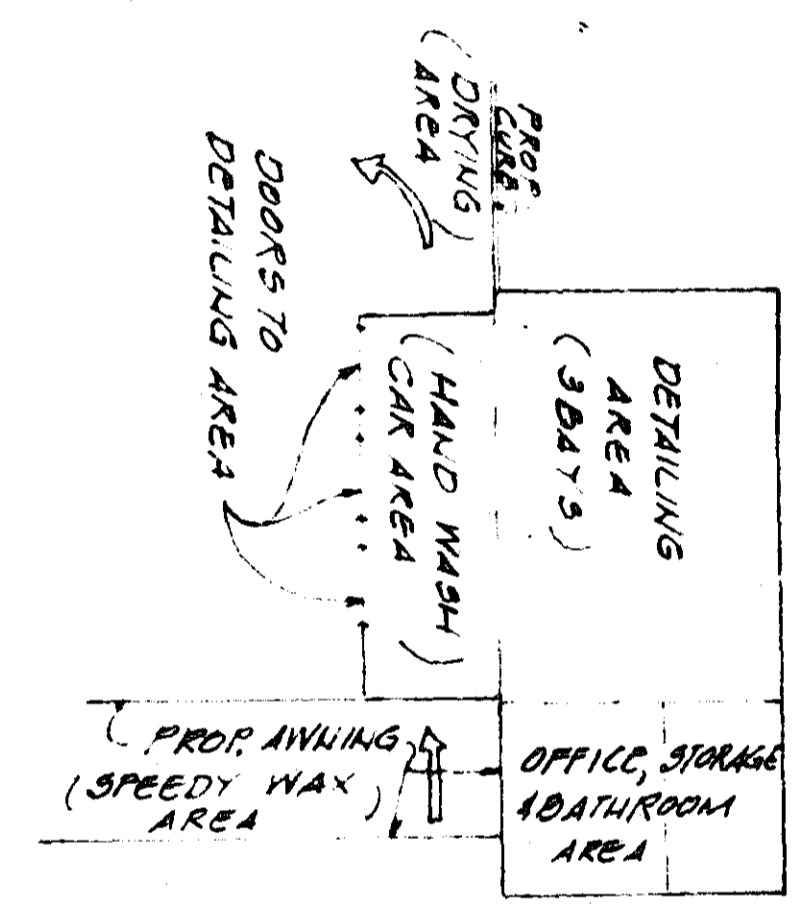 PROP.
CURB
( DRYING
AREA )
DOORS TO
DETAILING AREA
( HAND WASH )
CAR AREA
DETAILING
AREA
( 3 BAYS )
PROP. AWNING
( SPEEDY WAX )
AREA
OFFICE, STORAGE
& BATHROOM
AREA